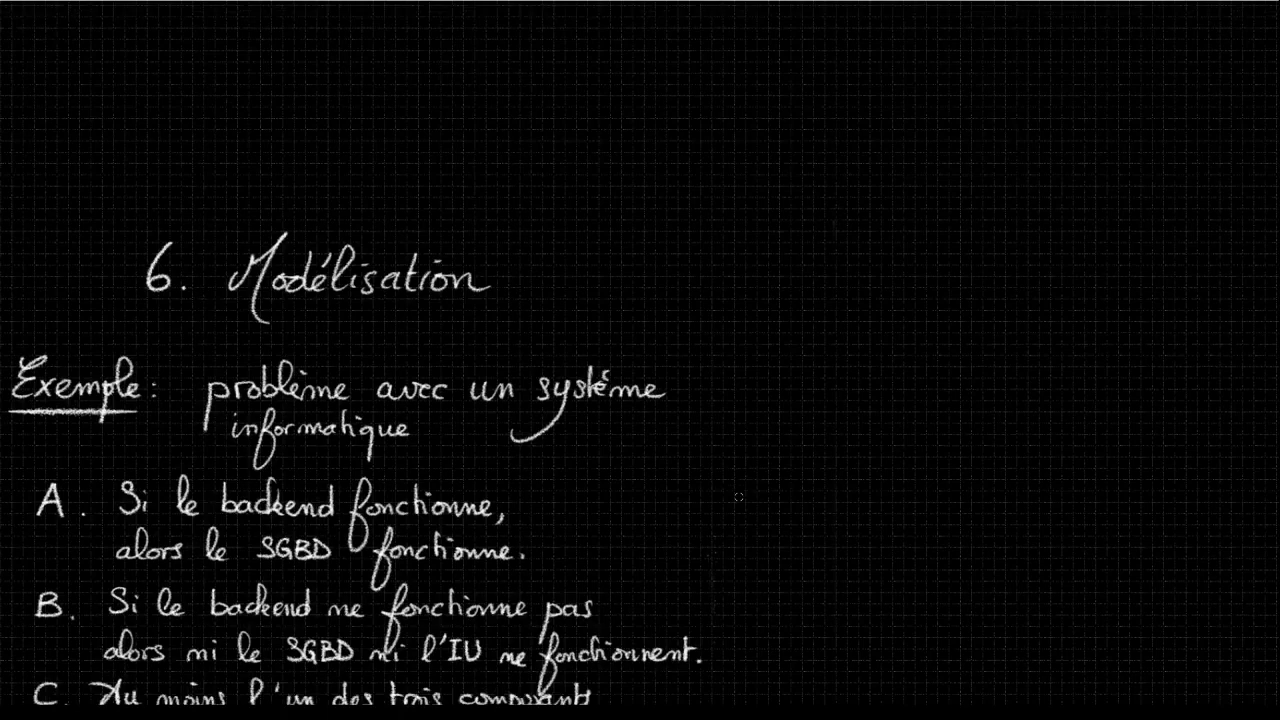 6. Modélisation
Exemple : problème avec un système
informatique
A. Si le backend fonctionne,
alors le SGBD fonctionne.
B. Si le backend ne fonctionne pas
alors ni le SGBD ni l'IU ne fonctionnent.
C. Au moins l'un des trois composants